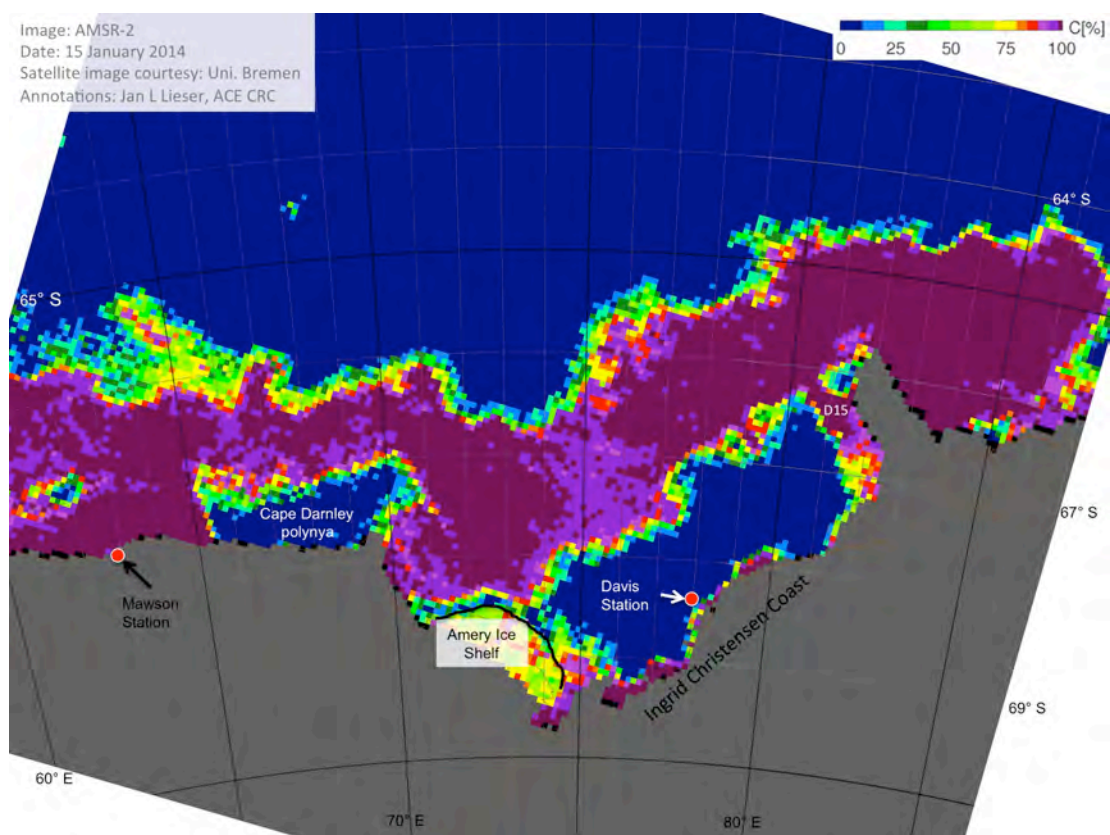 Image: AMSR-2
Date: 15 January 2014
Satellite image courtesy: Uni. Bremen
Annotations: Jan L Lieser, ACE CRC
C[%]
0 25 50 75 100
64° S
65° S
D15
Cape Darnley
polynya
67° S
Mawson
Station
Davis
Station
Amery Ice
Shelf
Ingrid Christensen Coast
69° S
60° E
70° E
80° E